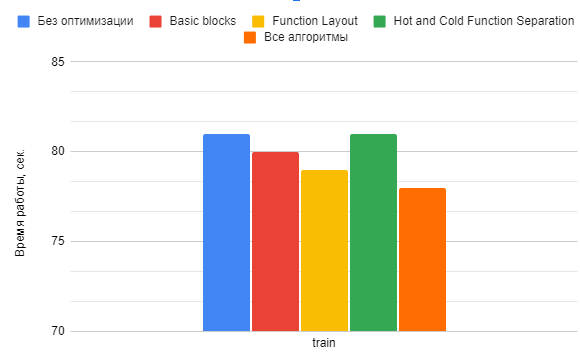 Без оптимизации Basic blocks Function Layout Hot and Cold Function Separation
Все алгоритмы
85
80
75
70
Время работы, сек.
train